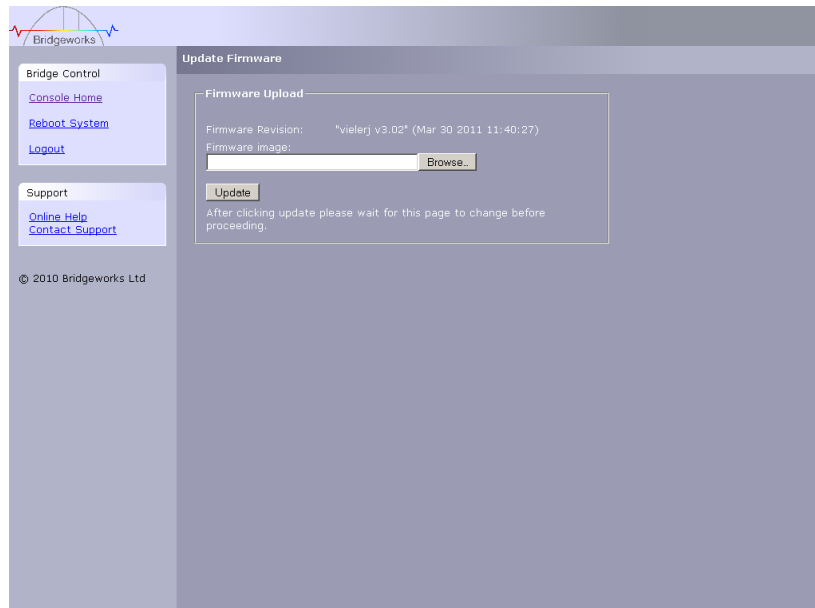 Bridgeworks
Update Firmware
Bridge Control
Console Home
Reboot System
Logout
Support
Online Help
Contact Support
© 2010 Bridgeworks Ltd
Firmware Upload
Firmware Revision: "vielerj v3.02" (Mar 30 2011 11:40:27)
Firmware image:
Browse...
Update
After clicking update please wait for this page to change before
proceeding.